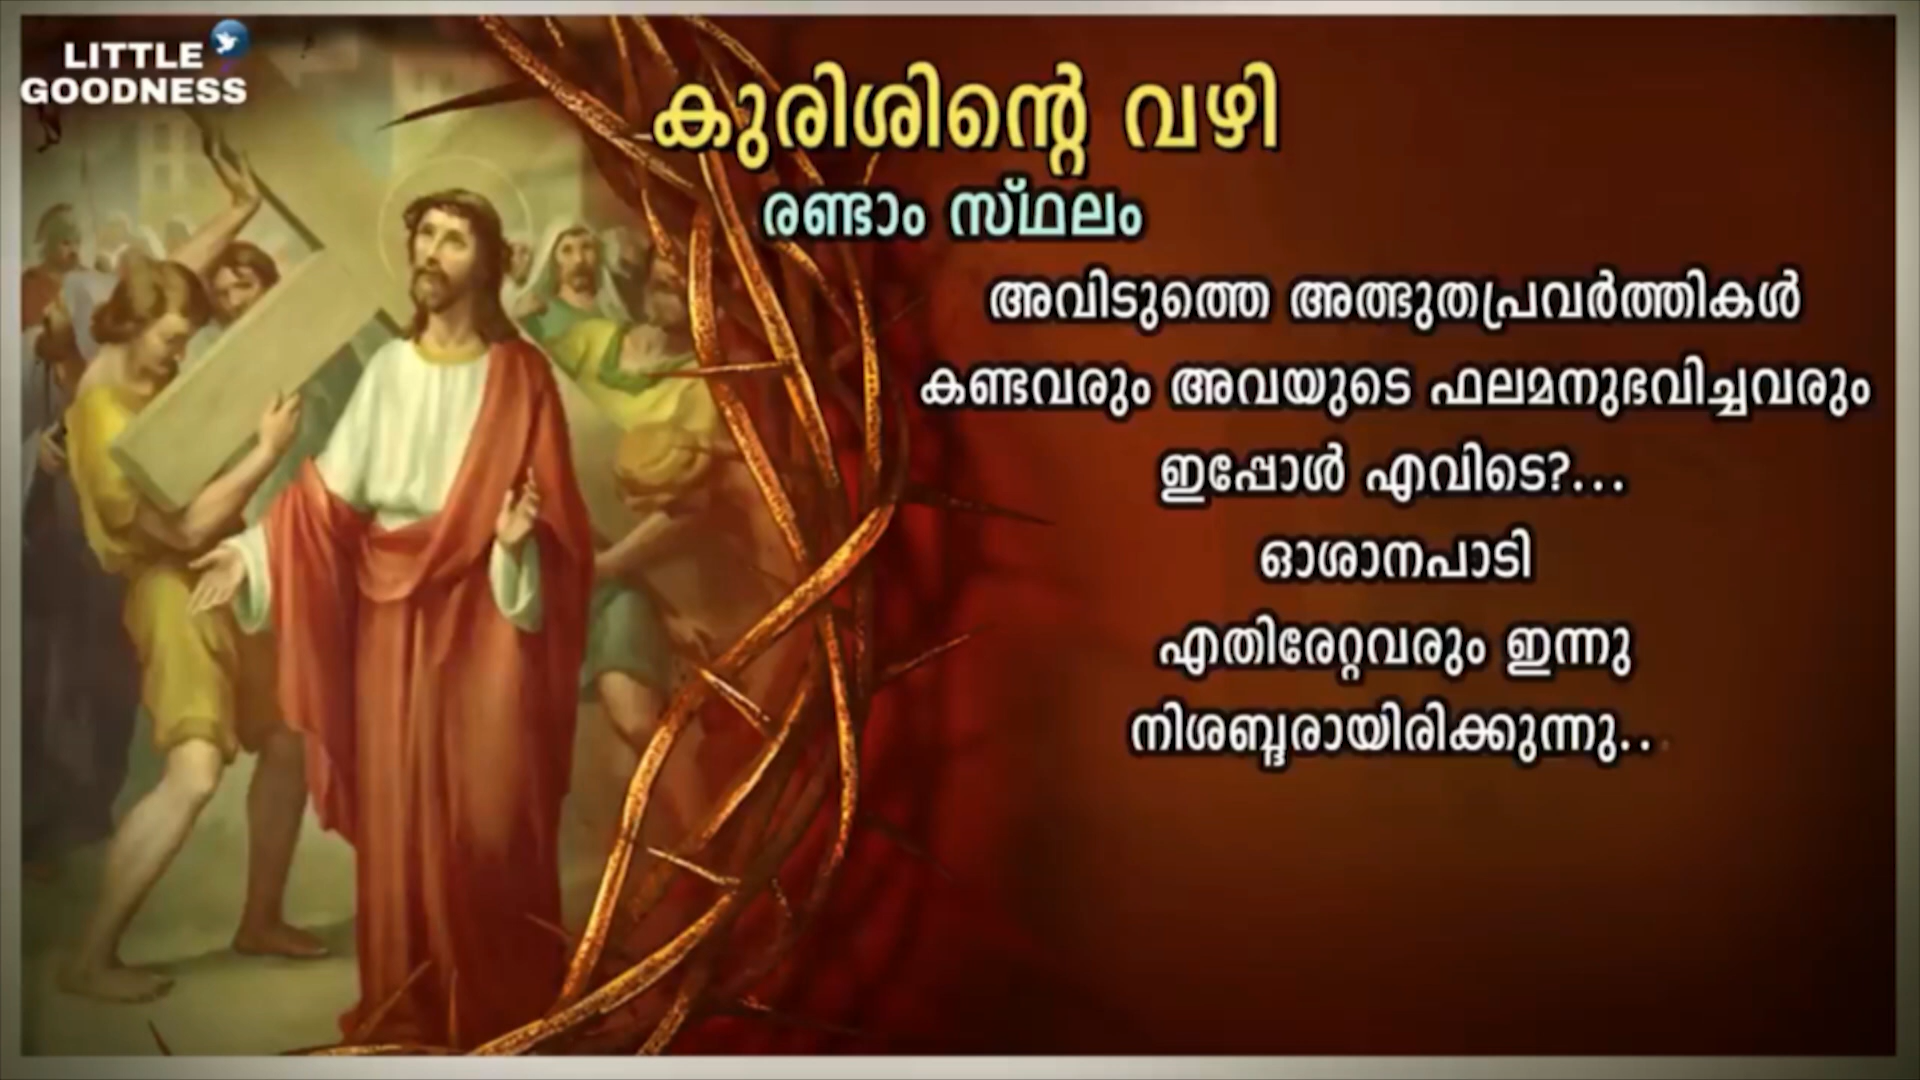 LITTLE
GOODNESS
കുരിശിന്റെ വഴി
രണ്ടാം സ്ഥലം
അവിടുത്തെ അത്ഭുതപ്രവർത്തികൾ
കണ്ടവരും അവയുടെ ഫലമനുഭവിച്ചവരും
ഇപ്പോൾ എവിടെ?...
ഓശാനപാടി
എതിരേറ്റവരും ഇന്നു
നിശബ്ദരായിരിക്കുന്നു...